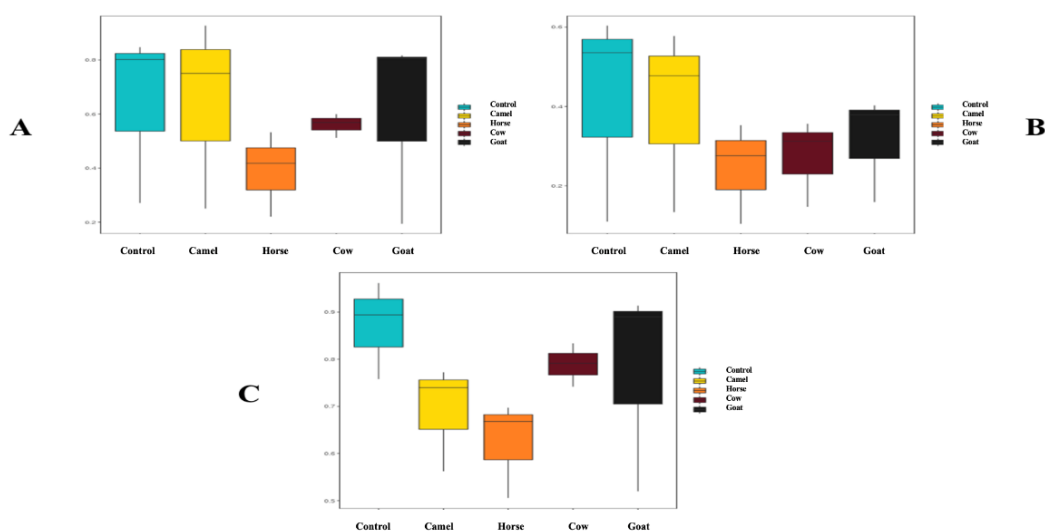 A
0.8
0.6
0.4
0.2
Control Camel Horse Cow Goat
Control
Camel
Horse
Cow
Goat
B
0.6
0.4
0.2
Control Camel Horse Cow Goat
Control
Camel
Horse
Cow
Goat
C
0.9
0.8
0.7
0.6
0.5
Control Camel Horse Cow Goat
Control
Camel
Horse
Cow
Goat